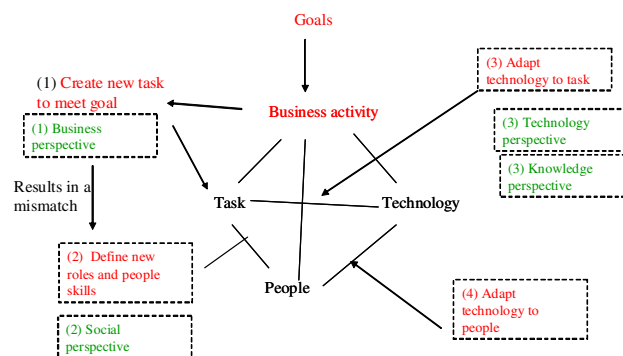 Goals
(1) Create new task
to meet goal
(1) Business
perspective
Business activity
(3) Adapt
technology to task
(3) Technology
perspective
(3) Knowledge
perspective
Results in a
mismatch
Task
Technology
(2) Define new
roles and people
skills
People
(4) Adapt
technology to
people
(2) Social
perspective